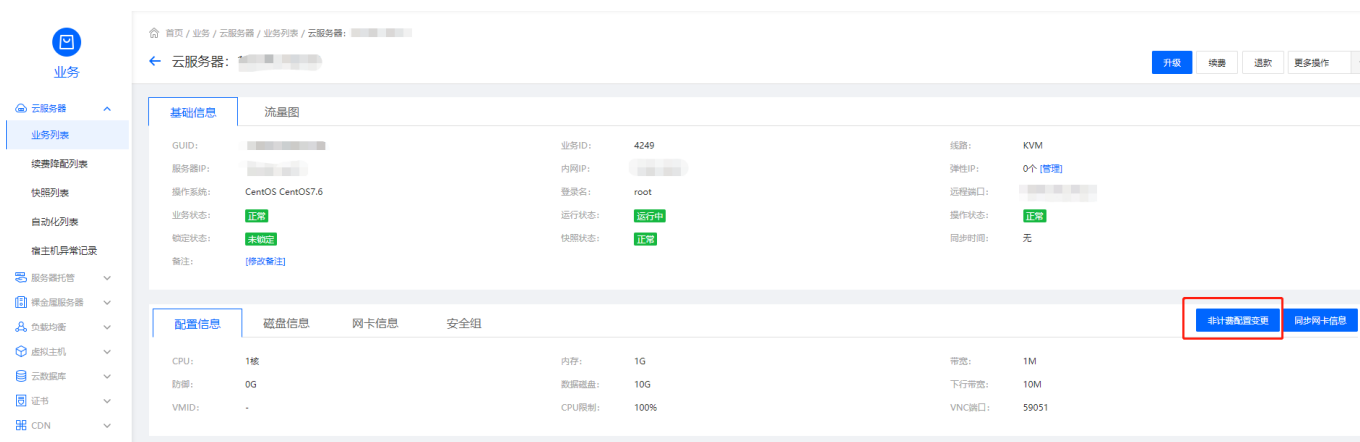 业务
云服务器
业务列表
续费降配列表
快照列表
自动化列表
宿主机异常记录
服务器托管
裸金属服务器
负载均衡
虚拟主机
云数据库
证书
CDN
首页 / 业务 / 云服务器 / 业务列表 / 云服务器:
← 云服务器:
升级 续费 退款 更多操作
基础信息 流量图
GUID: 业务ID: 4249 线路: KVM
服务器IP: 内网IP: 弹性IP: 0个 [管理]
操作系统: CentOS CentOS7.6 登录名: root 远程端口:
业务状态: 正常 运行状态: 运行中 操作状态: 正常
锁定状态: 未锁定 快照状态: 正常 同步时间: 无
备注: [修改备注]
配置信息 磁盘信息 网卡信息 安全组 非计费配置变更 同步网卡信息
CPU: 1核 内存: 1G 带宽: 1M
防御: 0G 数据磁盘: 10G 下行带宽: 10M
VMID: - CPU限制: 100% VNC端口: 59051